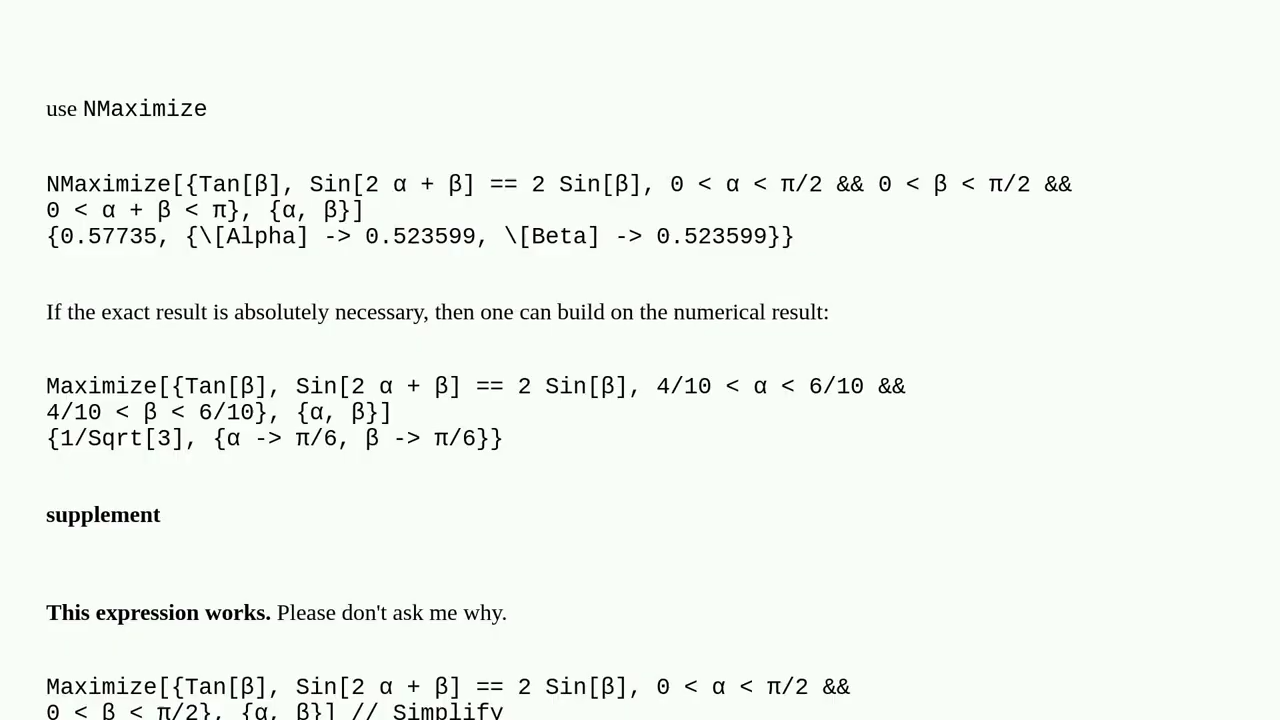 use NMaximize
NMaximize[{Tan[β], Sin[2 α + β] == 2 Sin[β], 0 < α < π/2 && 0 < β < π/2 &&
0 < α + β < π}, {α, β}]
{0.57735, {\[Alpha] -> 0.523599, \[Beta] -> 0.523599}}
If the exact result is absolutely necessary, then one can build on the numerical result:
Maximize[{Tan[β], Sin[2 α + β] == 2 Sin[β], 4/10 < α < 6/10 &&
4/10 < β < 6/10}, {α, β}]
{1/Sqrt[3], {α -> π/6, β -> π/6}}
supplement
This expression works. Please don't ask me why.
Maximize[{Tan[β], Sin[2 α + β] == 2 Sin[β], 0 < α < π/2 &&
0 < β < π/2}, {α, β}] // Simplify